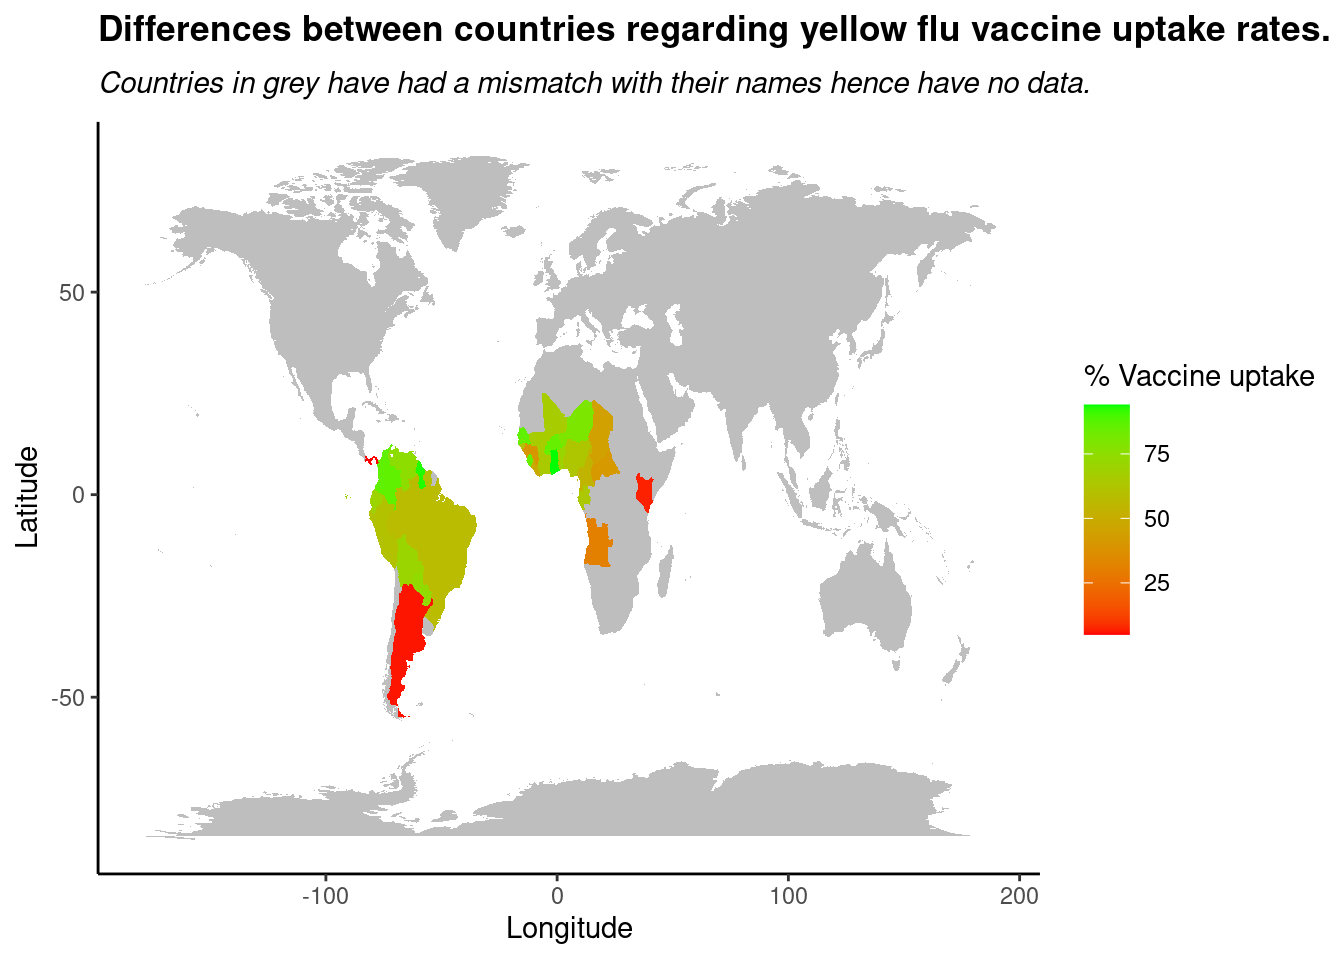 Differences between countries regarding yellow flu vaccine uptake rates.
Countries in grey have had a mismatch with their names hence have no data.
% Vaccine uptake
75
50
25
Latitude
50
0
-50
-100
0
100
200
Longitude